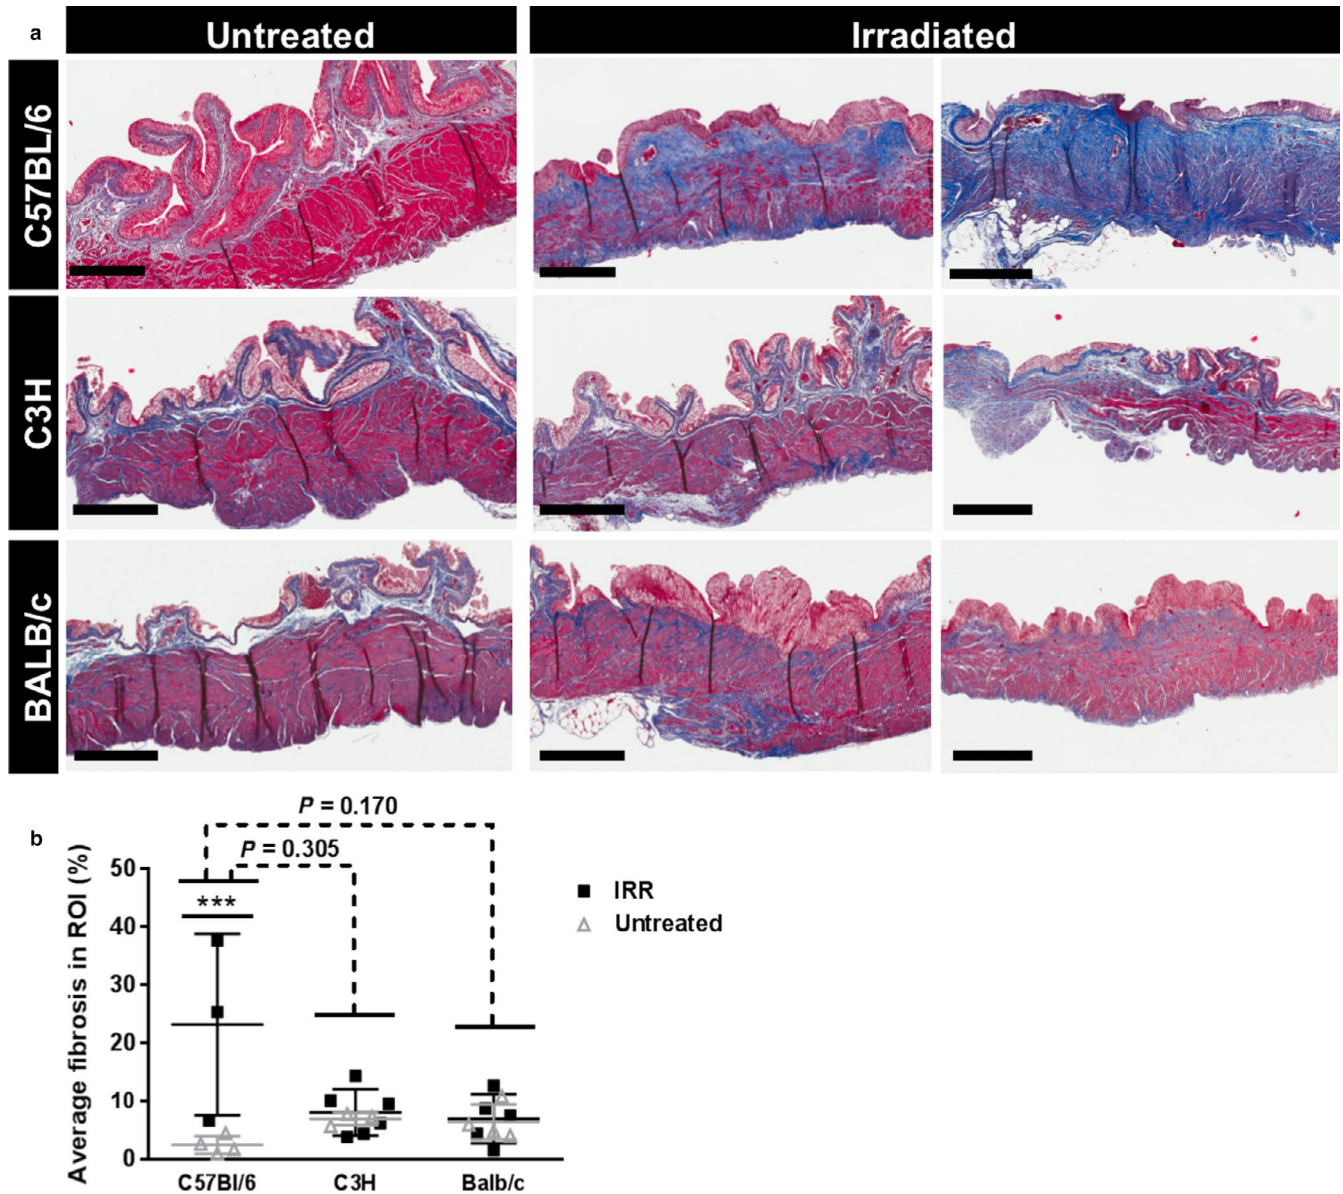 a
Untreated
Irradiated
C57BL/6
C3H
BALB/c
b
P = 0.170
P = 0.305
***
Average fibrosis in ROI (%)
50
40
30
20
10
0
C57Bl/6
C3H
Balb/c
IRR
Untreated